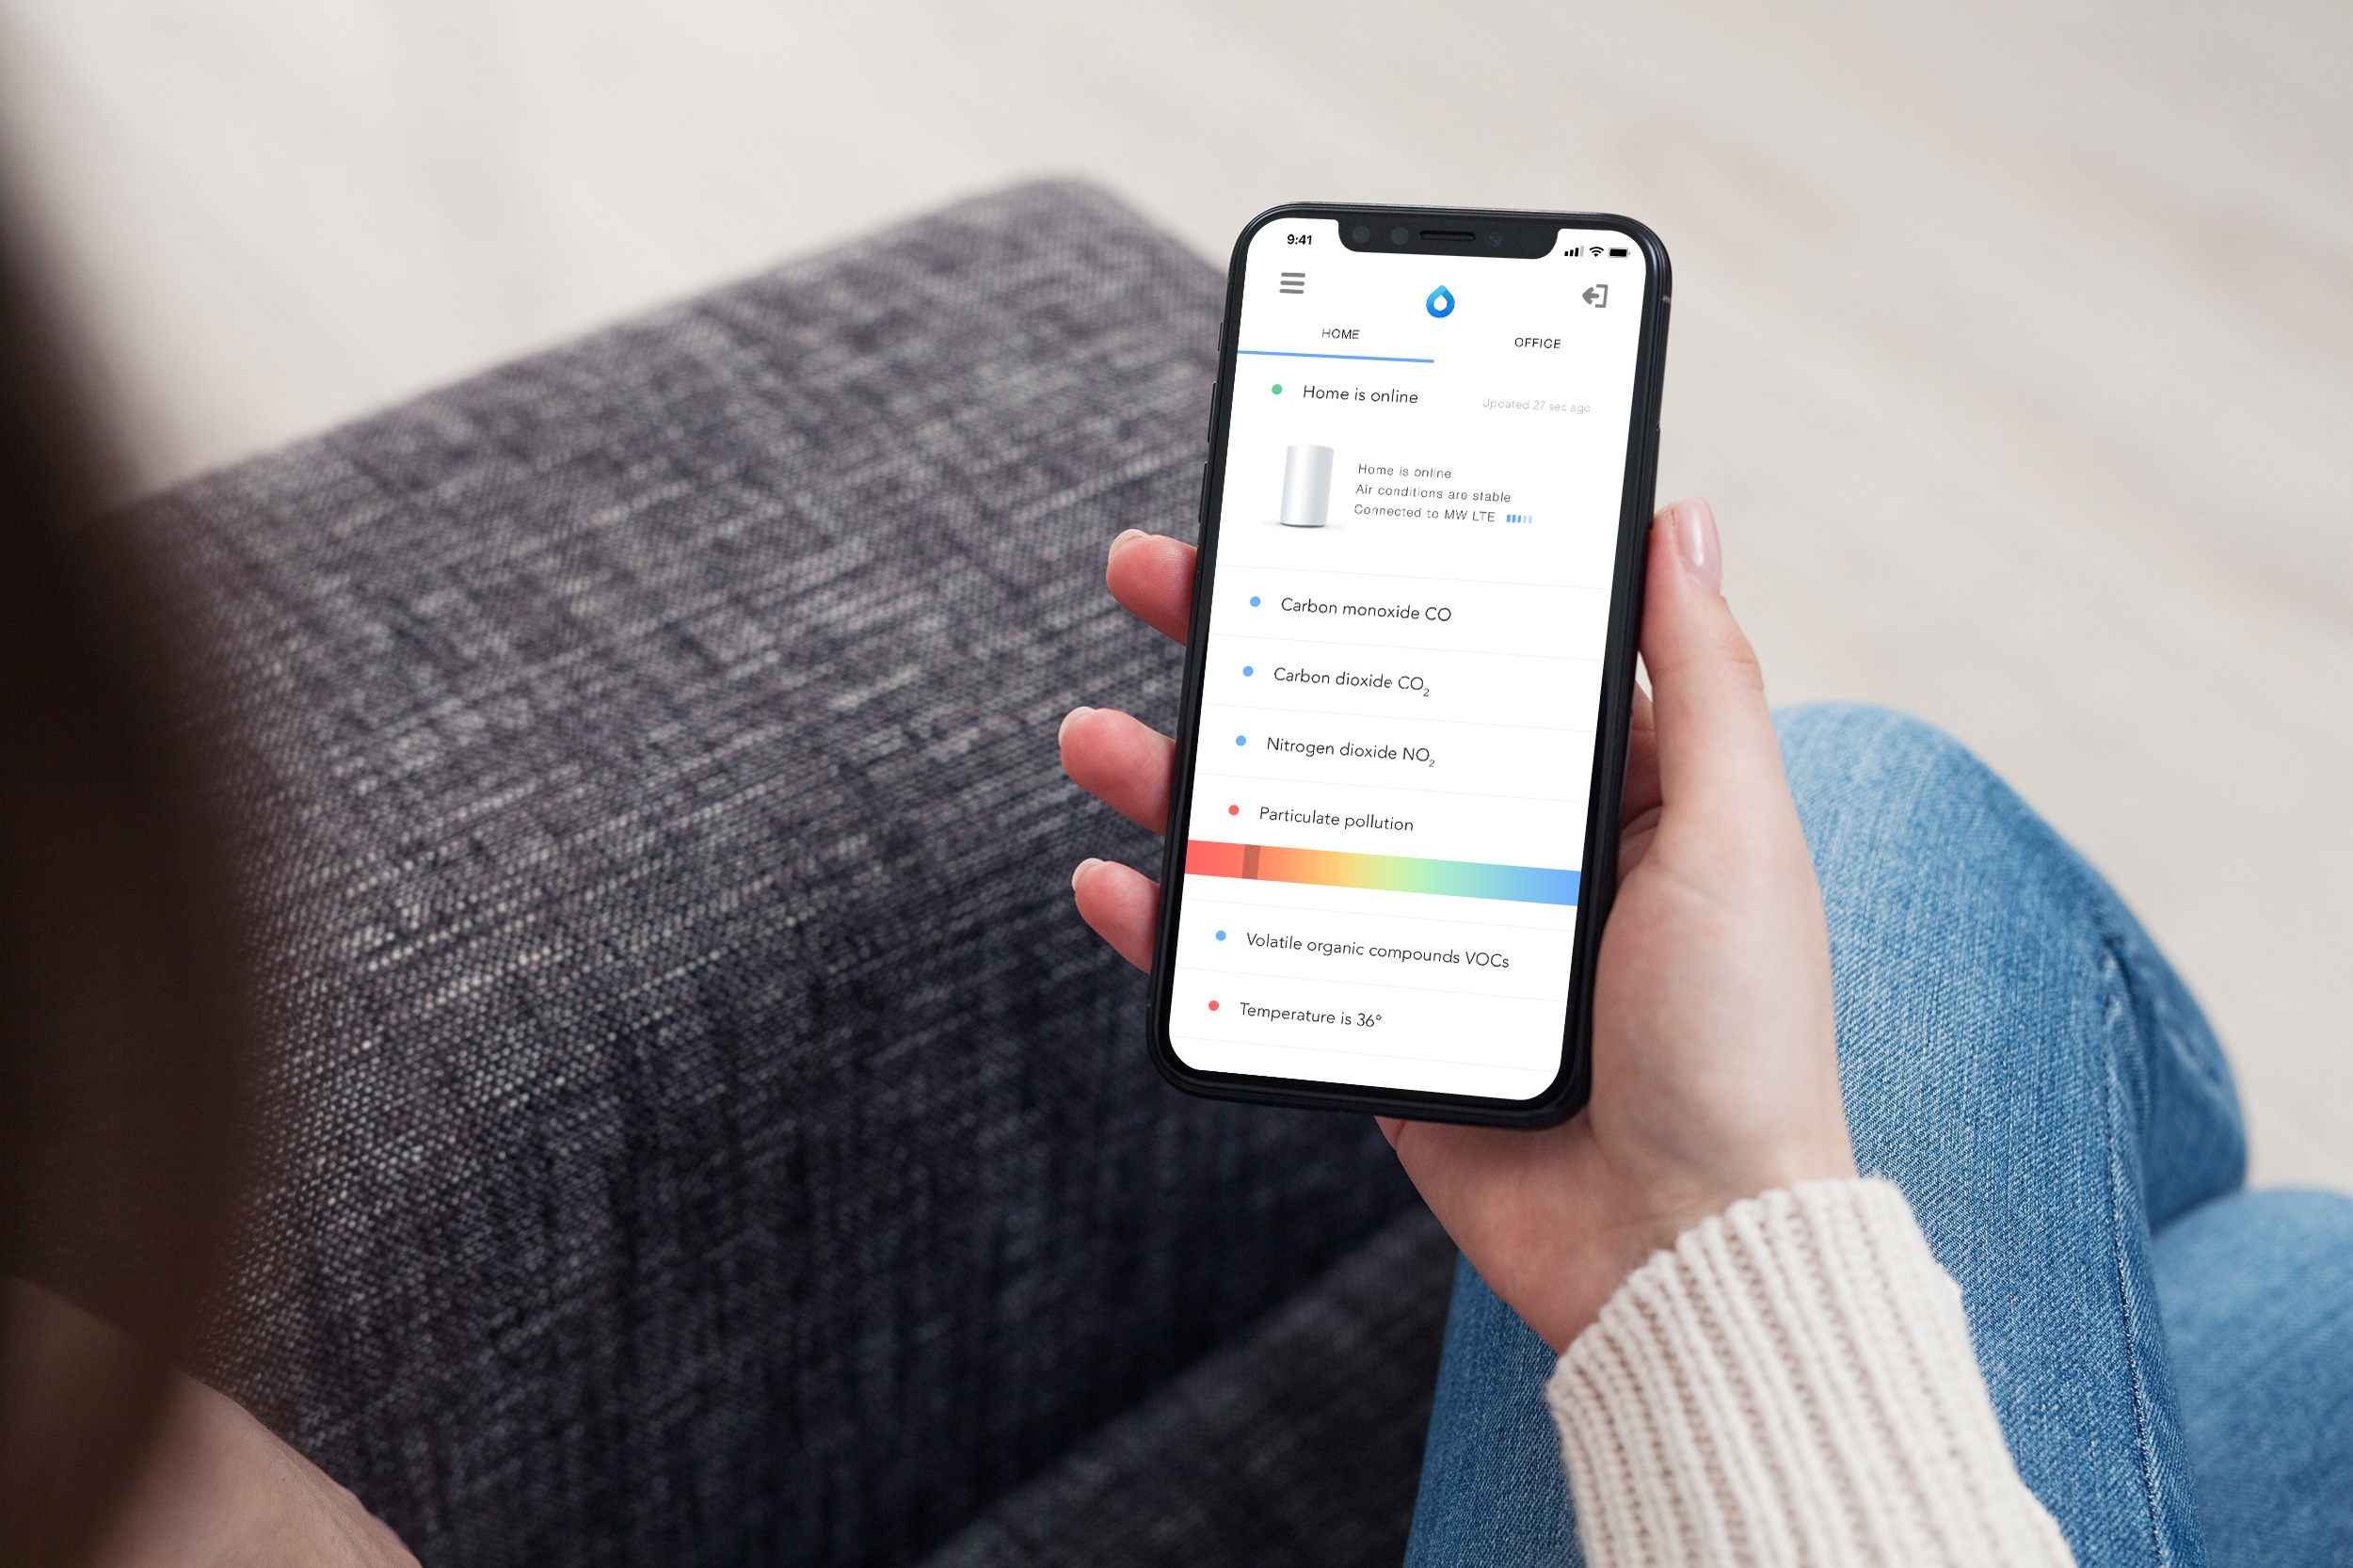 9:41
HOME
OFFICE
Home is online
Updated 27 sec ago
Home is online
Air conditions are stable
Connected to MW LTE
Carbon monoxide CO
Carbon dioxide CO₂
Nitrogen dioxide NO₂
Particulate pollution
Volatile organic compounds VOCs
Temperature is 36°